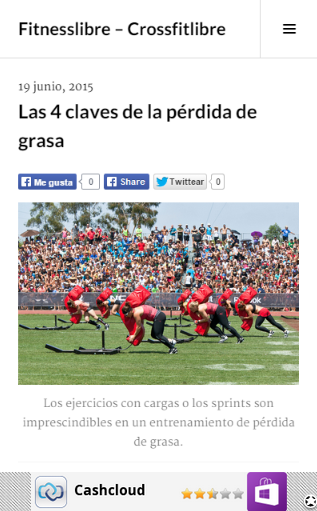 Fitnesslibre – Crossfitlibre
19 junio, 2015
Las 4 claves de la pérdida de
grasa
Me gusta 0 Share Twittear 0
Los ejercicios con cargas o los sprints son
imprescindibles en un entrenamiento de pérdida
de grasa.
Cashcloud